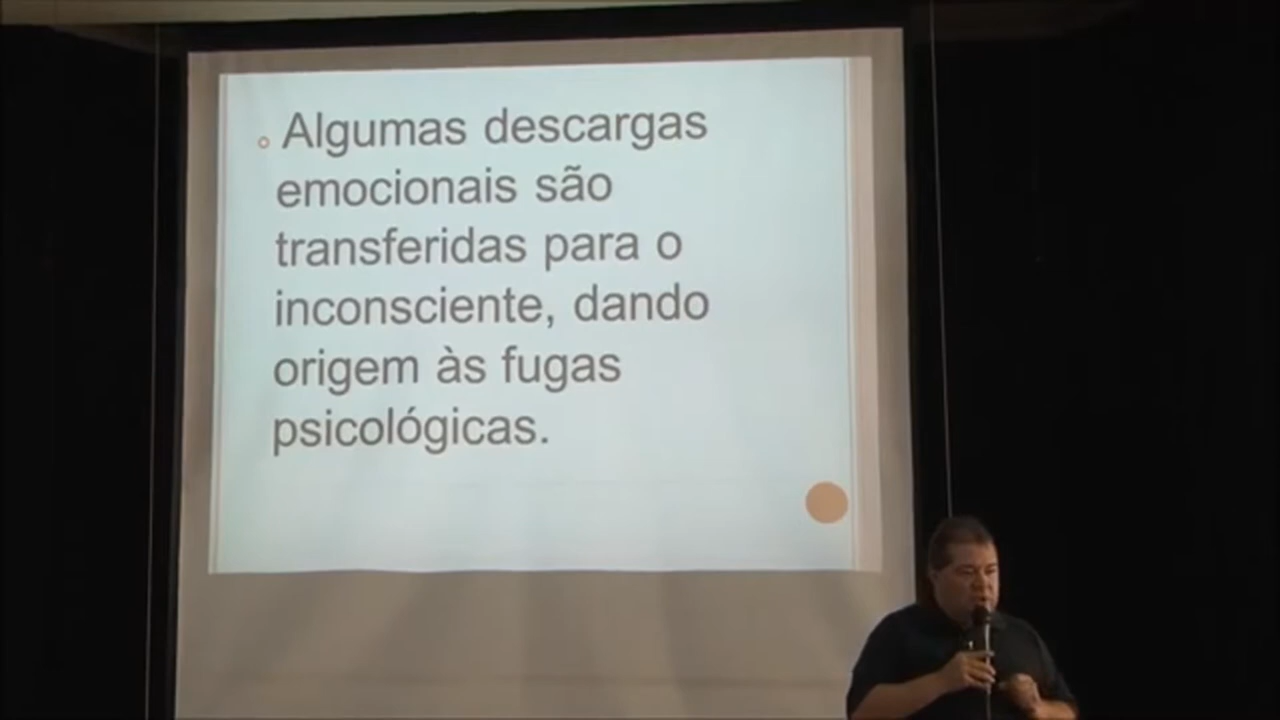 Algumas descargas
emocionais são
transferidas para o
inconsciente, dando
origem às fugas
psicológicas.